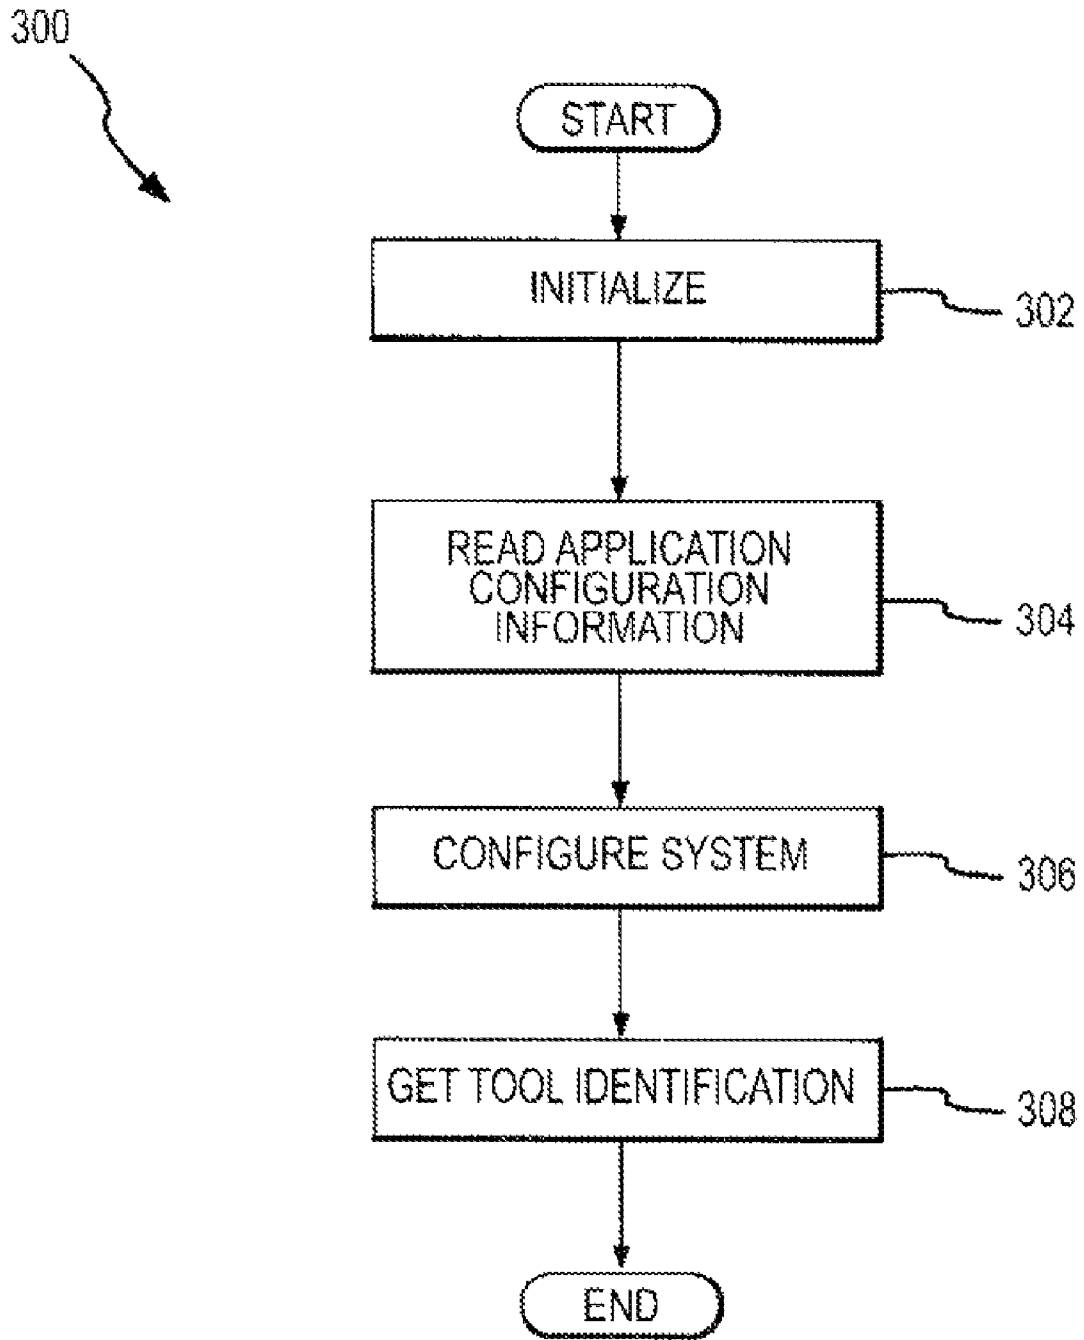 300
START
INITIALIZE
302
READ APPLICATION
CONFIGURATION
INFORMATION
304
CONFIGURE SYSTEM
306
GET TOOL IDENTIFICATION
308
END